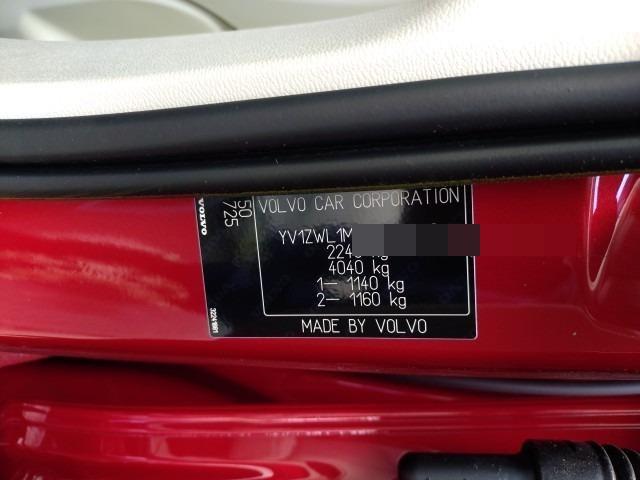 VOLVO
50
725
VOLVO CAR CORPORATION
YV1ZWL1M
224
4040 kg
1— 1140 kg
2— 1160 kg
MADE BY VOLVO